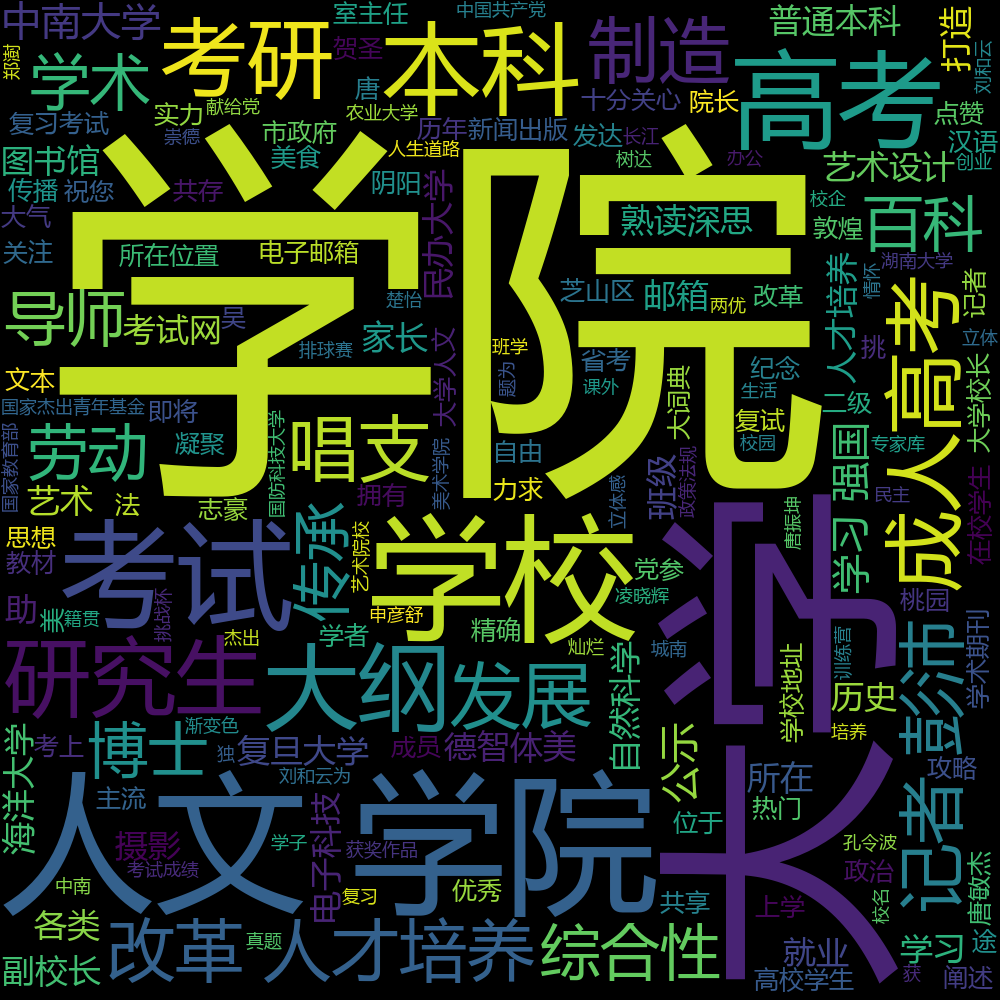 中南大学
考研
本科
室主任
中国共产党
制造
普通本科
打造
刘和云
郑澍
学术
贺圣
唐
高考
实力
献给党
农业大学
十分关心
院长
点赞
汉语
复习考试
崇德
市政府
历年
新闻出版
发达
长江
创业
图书馆
美食
人生道路
树达
办公
艺术设计
传播
祝您
共存
阴阳
民办大学
学院
校企
百科
大气
熟读深思
敦煌
湖南大学
关注
所在位置
电子邮箱
楚怡
芝山区
邮箱
两优
改革
人才培养
情怀
记者
导师
考试网
吴
排球赛
家长
大学人文
班学
省考
挑
立体
成人高考
文本
题为
课外
大词典
纪念
生活
二级
大学校长
国家杰出青年基金
即将
国家教育部
劳动
凝聚
国防科技大学
唱支
美术学院
自由
复试
校园
强国
专家库
艺术
法
志豪
拥有
力求
立体感
班级
政策法规
唐振坤
民主
在校学生
思想
考试
传承
艺术院校
学校
党参
学习
教材
助
美
籍贯
挑战杯
申彦舒
凌晓辉
桃园
杰出
学者
精确
灿烂
城南
大学
研究生
大纲
发展
自然科学
学校地址
训练营
彭沛
学术期刊
历史
海洋大学
考上
博士
渐变色
独
复旦大学
成员
德智体美
公示
所在
培养
攻略
主流
刘和云为
热门
记者
人文
学院
摄影
考试成绩
电子科技
学子
获奖作品
位于
孔令波
政治
唐敏杰
中南
复习
优秀
共享
上学
校名
各类
改革
真题
人才培养
综合性
就业
学习
途
副校长
高校学生
获
阐述